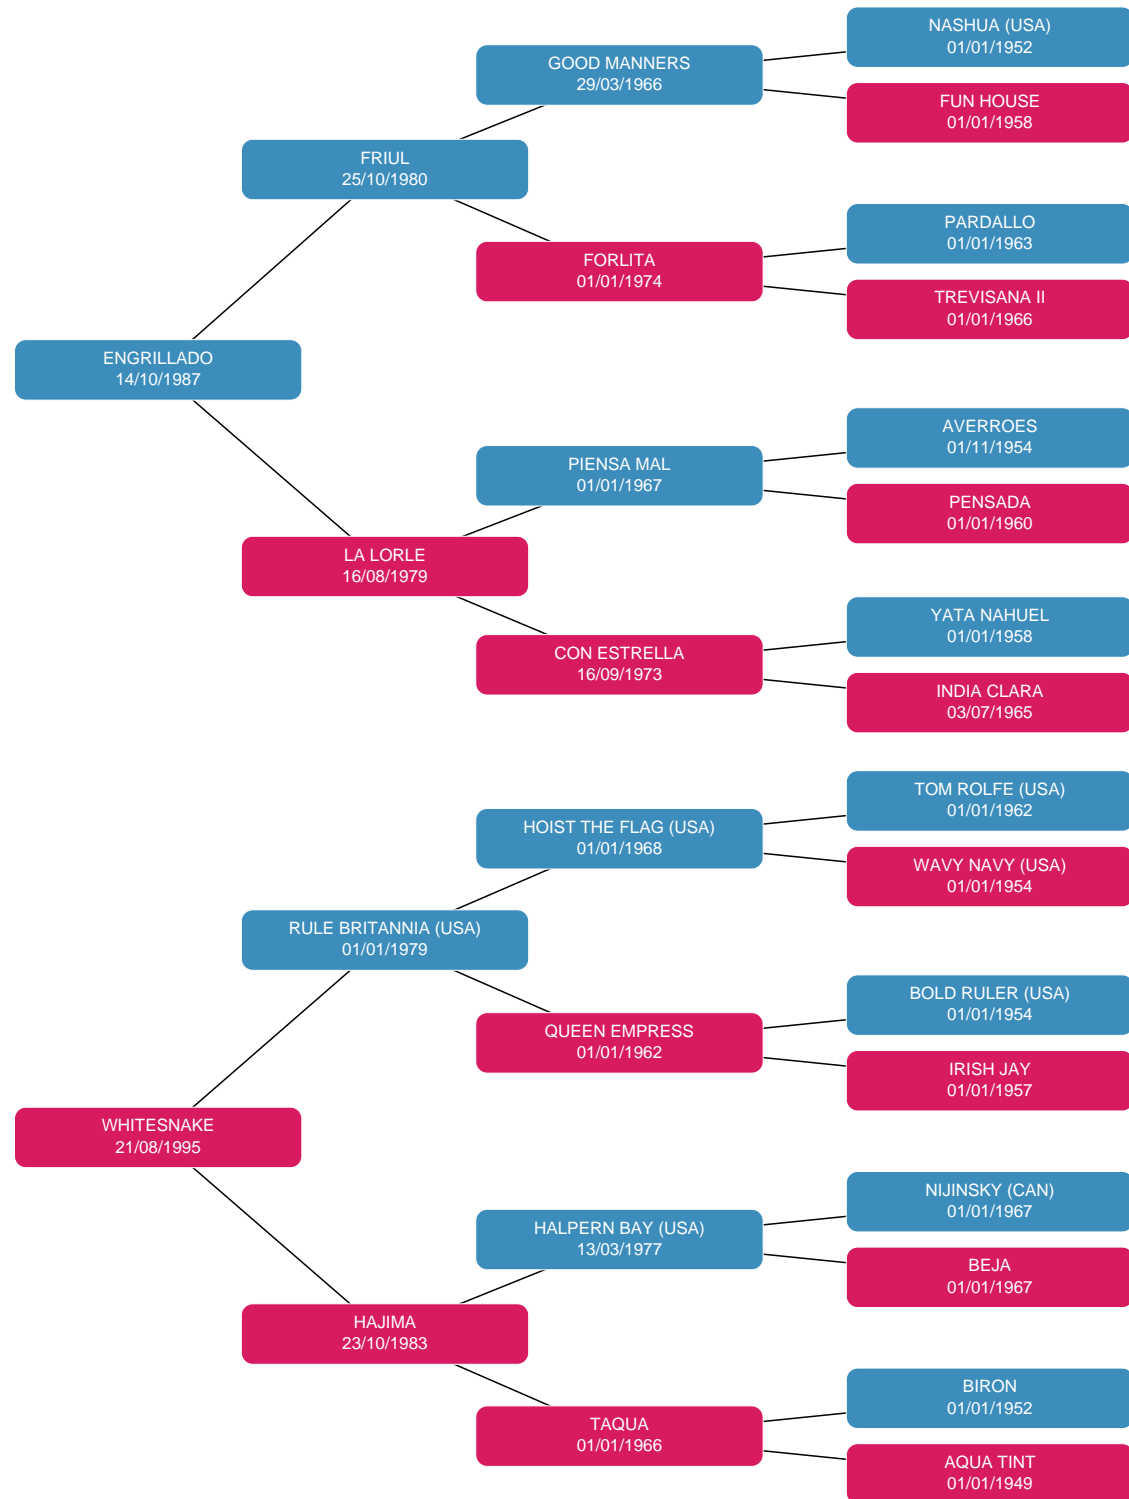 NASHUA (USA)
01/01/1952
GOOD MANNERS
29/03/1966
FUN HOUSE
01/01/1958
FRIUL
25/10/1980
PARDALLO
01/01/1963
FORLITA
01/01/1974
TREVISANA II
01/01/1966
ENGRILLADO
14/10/1987
AVERROES
01/11/1954
PIENSA MAL
01/01/1967
PENSADA
01/01/1960
LA LORLE
16/08/1979
YATA NAHUEL
01/01/1958
CON ESTRELLA
16/09/1973
INDIA CLARA
03/07/1965
TOM ROLFE (USA)
01/01/1962
HOIST THE FLAG (USA)
01/01/1968
WAVY NAVY (USA)
01/01/1954
RULE BRITANNIA (USA)
01/01/1979
BOLD RULER (USA)
01/01/1954
QUEEN EMPRESS
01/01/1962
IRISH JAY
01/01/1957
WHITESNAKE
21/08/1995
NIJINSKY (CAN)
01/01/1967
HALPERN BAY (USA)
13/03/1977
BEJA
01/01/1967
HAJIMA
23/10/1983
BIRON
01/01/1952
TAQUA
01/01/1966
AQUA TINT
01/01/1949